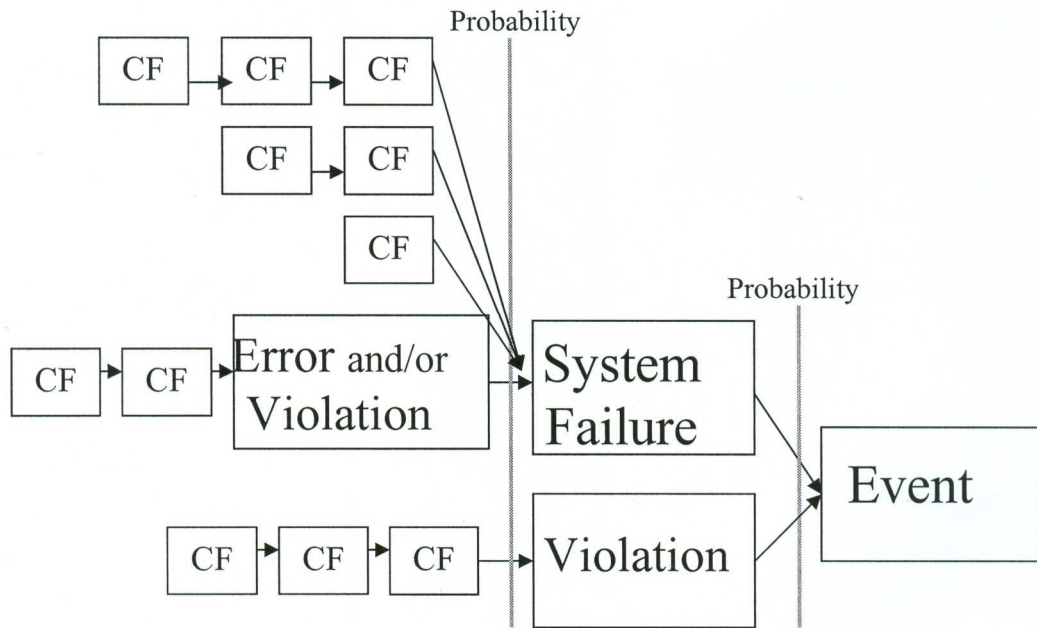 Probability
CF CF CF
CF CF
CF
Probability
Error and/or
Violation
System
Failure
CF CF
Event
CF CF CF
Violation